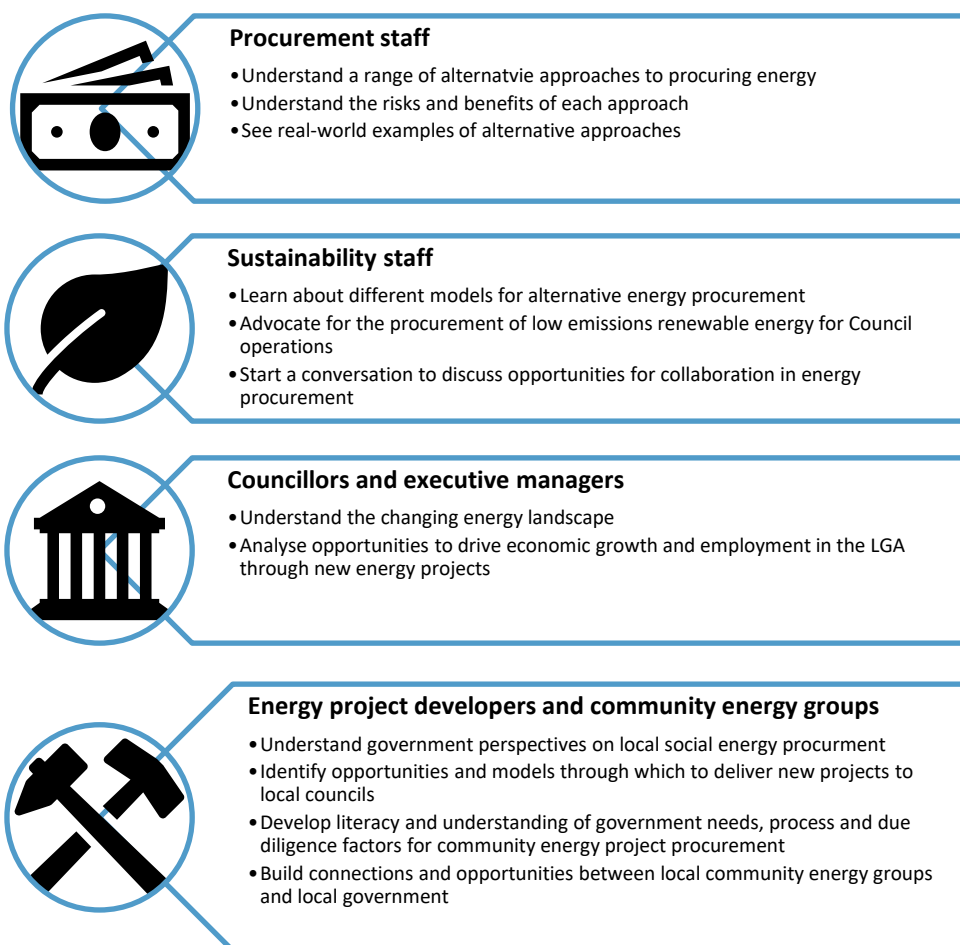 Procurement staff
•Understand a range of alternatvie approaches to procuring energy
•Understand the risks and benefits of each approach
•See real-world examples of alternative approaches
Sustainability staff
•Learn about different models for alternative energy procurement
•Advocate for the procurement of low emissions renewable energy for Council
operations
•Start a conversation to discuss opportunities for collaboration in energy
procurement
Councillors and executive managers
•Understand the changing energy landscape
•Analyse opportunities to drive economic growth and employment in the LGA
through new energy projects
Energy project developers and community energy groups
•Understand government perspectives on local social energy procurment
•Identify opportunities and models through which to deliver new projects to
local councils
•Develop literacy and understanding of government needs, process and due
diligence factors for community energy project procurement
•Build connections and opportunities between local community energy groups
and local government